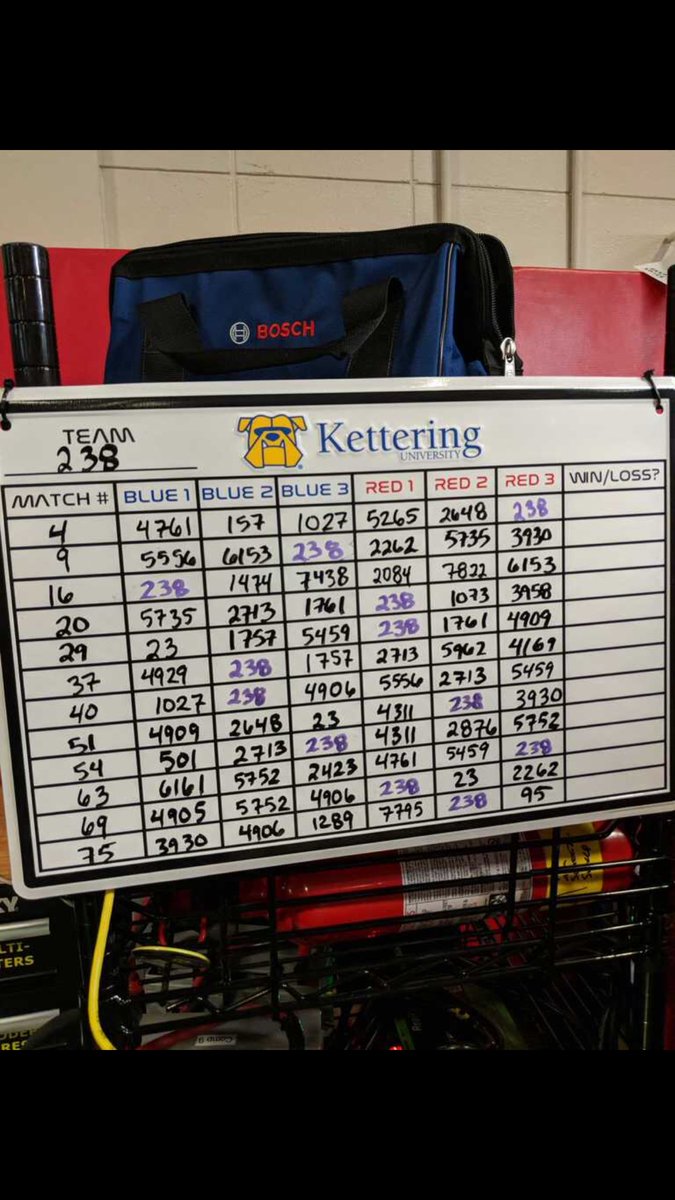 BOSCH
TEAM
238
Kettering
UNIVERSITY
MATCH # BLUE 1 BLUE 2 BLUE 3 RED 1 RED 2 RED 3 WIN/LOSS?
4 4761 157 1027 5265 2648 238
9 5556 6153 238 2262 5735 3930
16 238 1474 7438 2084 7822 6153
20 5735 2713 1761 238 1073 3958
29 23 1757 5459 238 1761 4909
37 4929 238 1757 2713 5962 4169
40 1027 238 4906 5556 2713 5459
51 4909 2648 23 4311 238 3930
54 501 2713 238 4311 2876 5752
63 6161 5752 2423 4761 5459 238
69 4905 5752 4906 238 23 2262
75 3930 4906 1289 7795 238 95